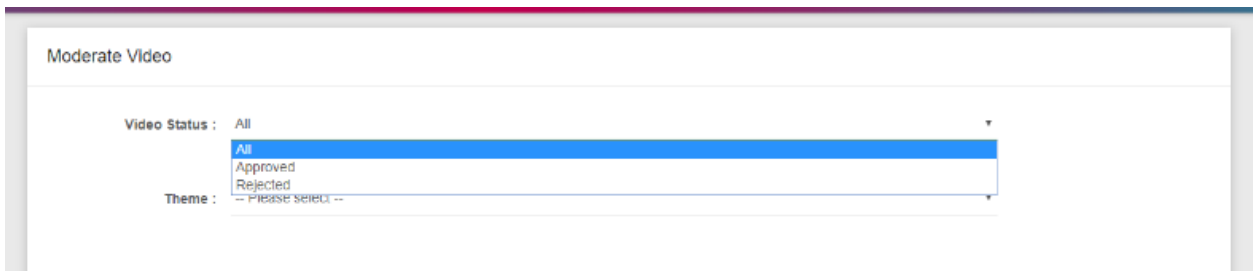 Moderate Video
Video Status : All
All
Approved
Rejected
Theme : -- Please select --